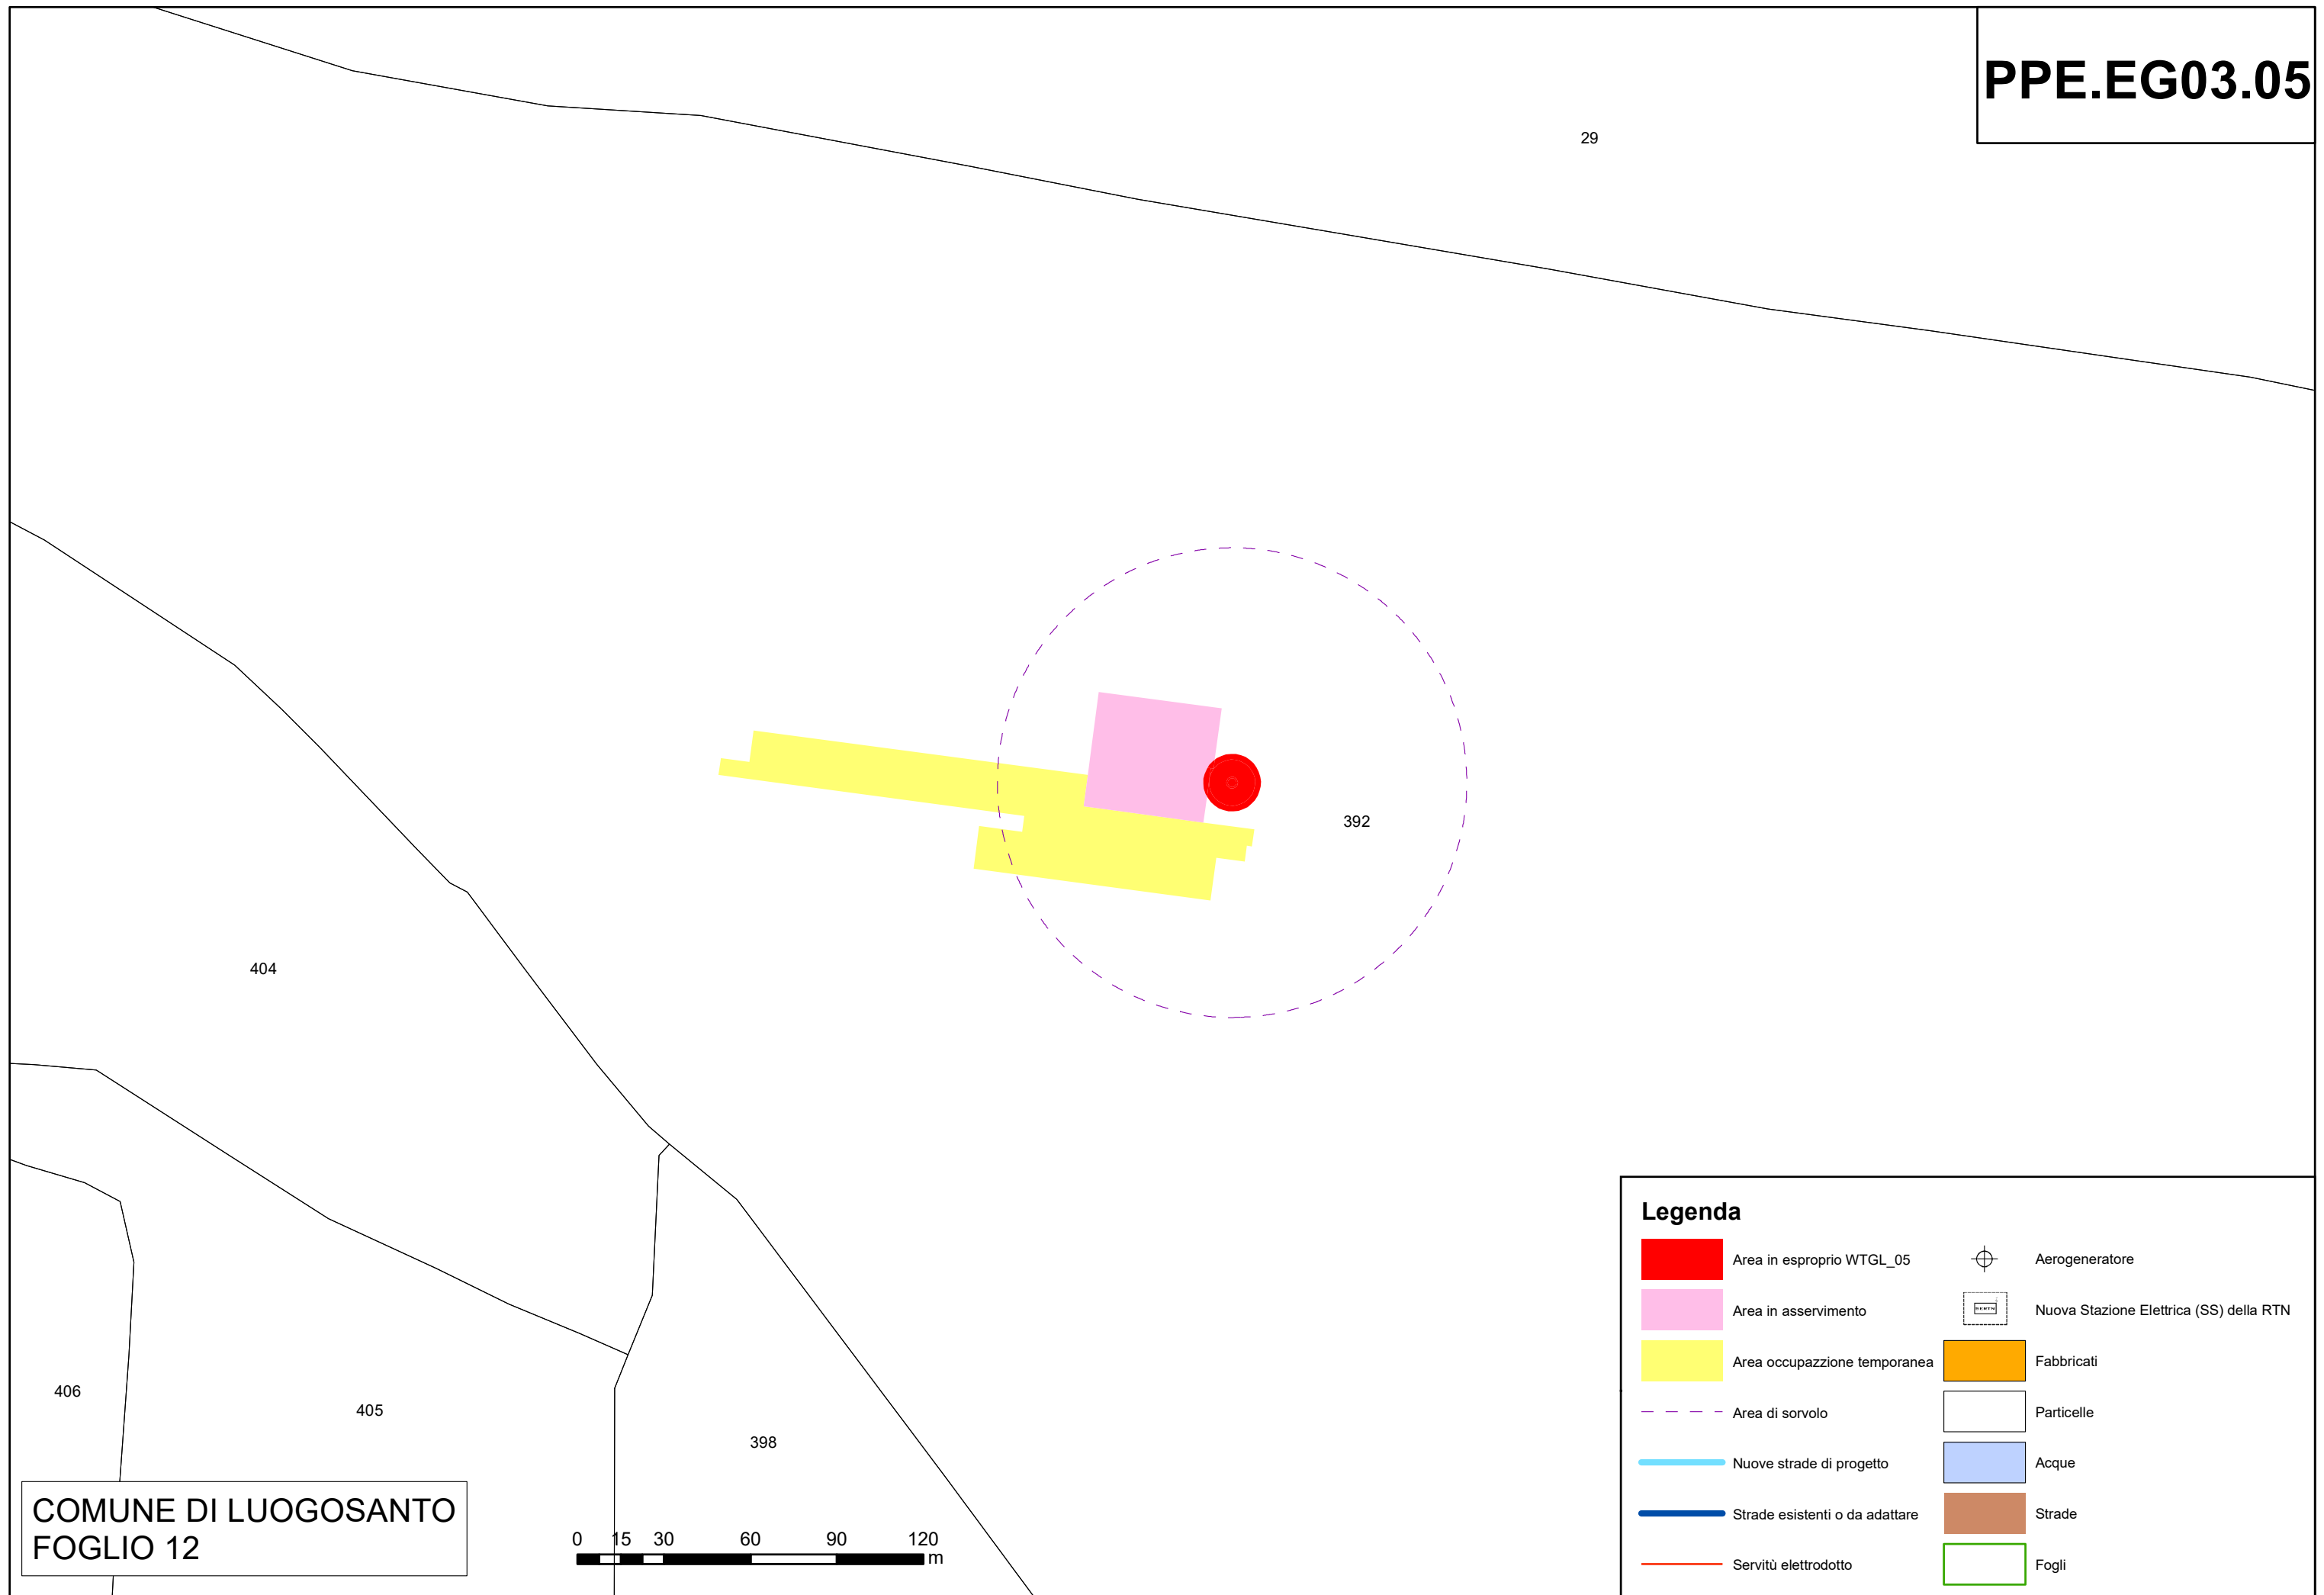 PPE.EG03.05
29
392
404
406
405
398
COMUNE DI LUOGOSANTO
FOGLIO 12
0 15 30 60 90 120
m
Legenda
Area in esproprio WTGL_05
Area in asservimento
Area occupazzione temporanea
Area di sorvolo
Nuove strade di progetto
Strade esistenti o da adattare
Servitù elettrodotto
Aerogeneratore
Nuova Stazione Elettrica (SS) della RTN
Fabbricati
Particelle
Acque
Strade
Fogli